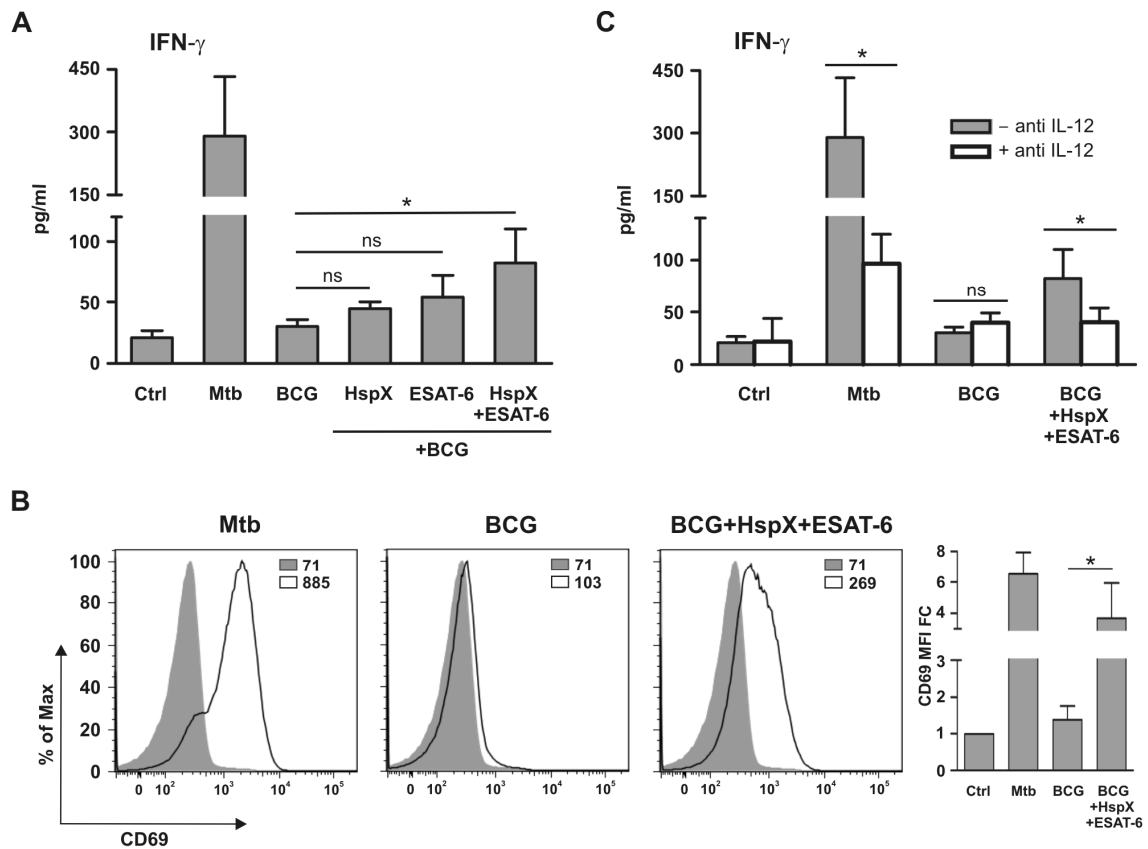 A
IFN-γ
450
300
150
100
50
0
pg/ml
*
ns
ns
Ctrl
Mtb
BCG
HspX
ESAT-6
HspX
+ESAT-6
+BCG
C
IFN-γ
450
300
150
100
50
0
pg/ml
*
ns
*
– anti IL-12
+ anti IL-12
Ctrl
Mtb
BCG
BCG
+HspX
+ESAT-6
B
Mtb
100
80
60
40
20
0
% of Max
71
885
0 10² 10³ 10⁴ 10⁵
CD69
BCG
71
103
0 10² 10³ 10⁴ 10⁵
BCG+HspX+ESAT-6
71
269
0 10² 10³ 10⁴ 10⁵
CD69 MFI FC
8
6
4
3
2
1
0
*
Ctrl
Mtb
BCG
BCG
+HspX
+ESAT-6